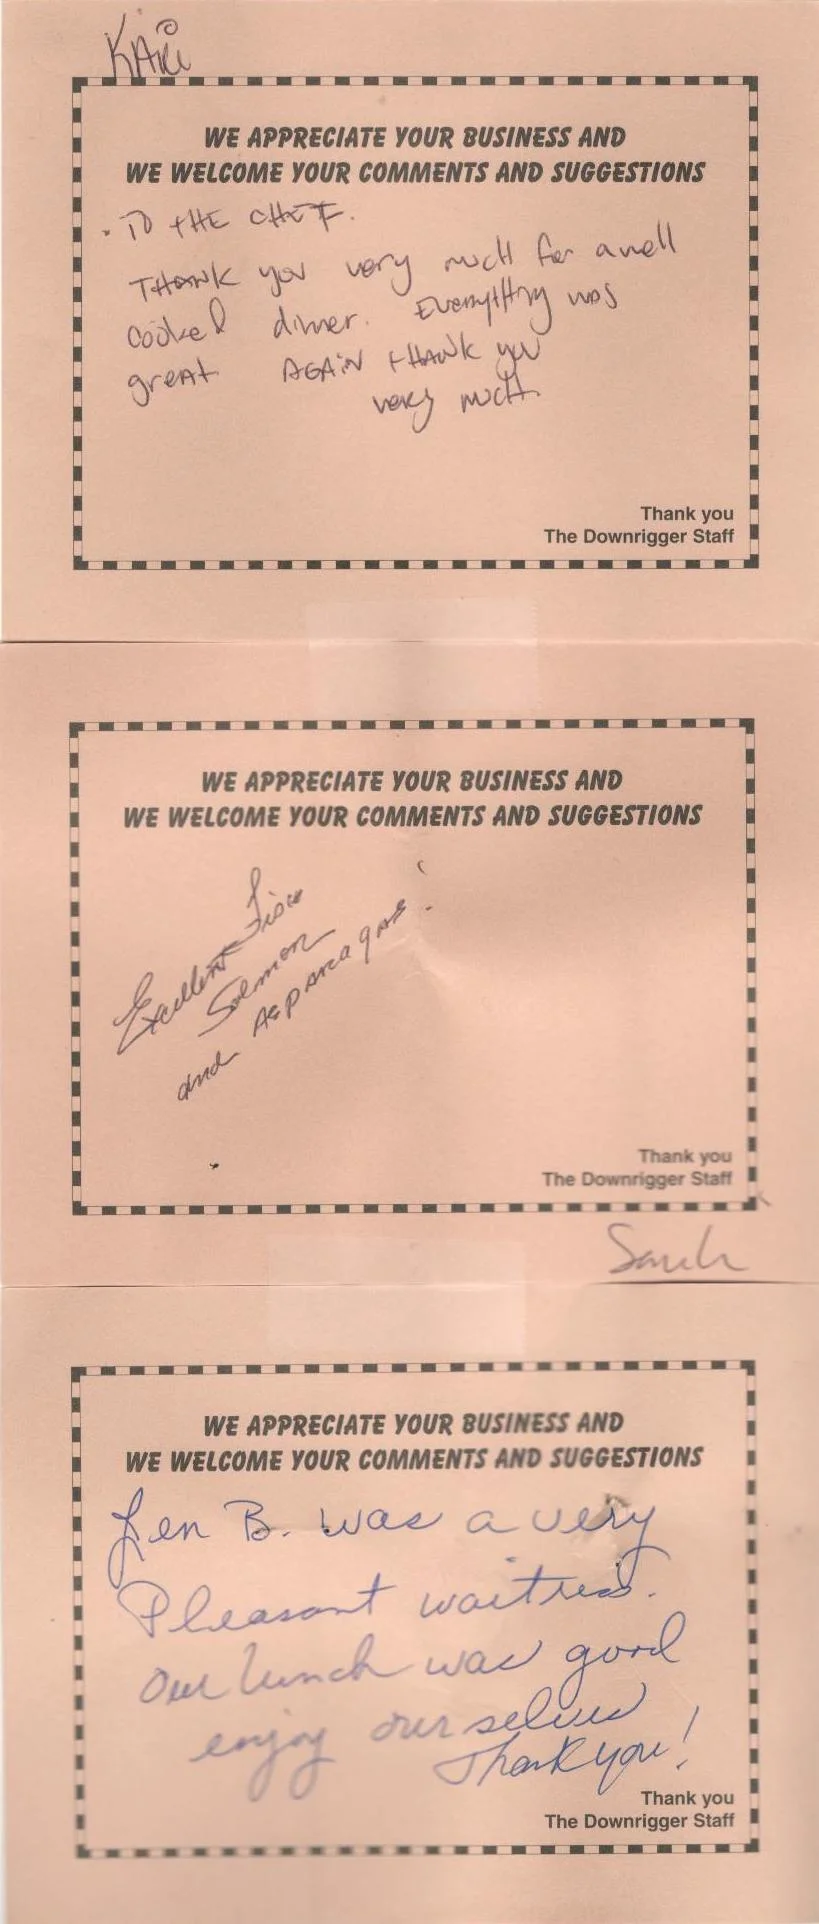 KARI
WE APPRECIATE YOUR BUSINESS AND
WE WELCOME YOUR COMMENTS AND SUGGESTIONS
. TO tHE CHEF.
THANK you very much for a well
cooked dinner. Everything was
great AGAiN tHANK you
very much.
Thank you
The Downrigger Staff
WE APPRECIATE YOUR BUSINESS AND
WE WELCOME YOUR COMMENTS AND SUGGESTIONS
Excellent
Salmon
and Asparagas!
Thank you
The Downrigger Staff
WE APPRECIATE YOUR BUSINESS AND
WE WELCOME YOUR COMMENTS AND SUGGESTIONS
B. was a very
Pleasant waitress.
Our lunch was good
enjoy ourselves
Thank you!
Thank you
The Downrigger Staff